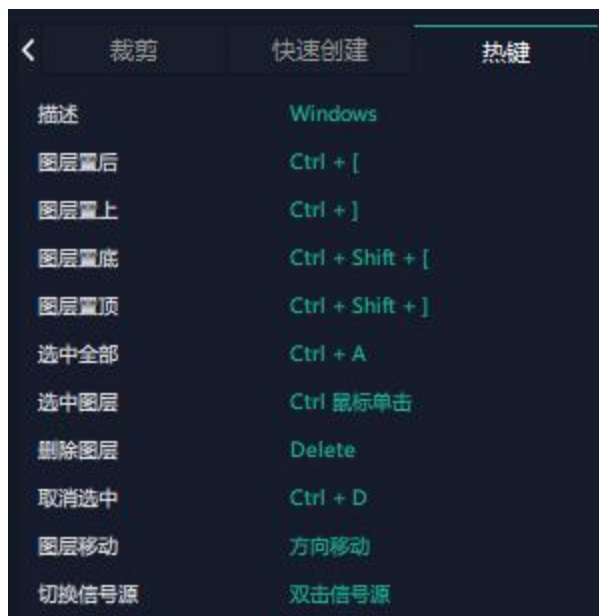 裁剪 快速创建 热键
描述 Windows
图层置后 Ctrl + [
图层置上 Ctrl + ]
图层置底 Ctrl + Shift + [
图层置顶 Ctrl + Shift + ]
选中全部 Ctrl + A
选中图层 Ctrl 鼠标单击
删除图层 Delete
取消选中 Ctrl + D
图层移动 方向移动
切换信号源 双击信号源